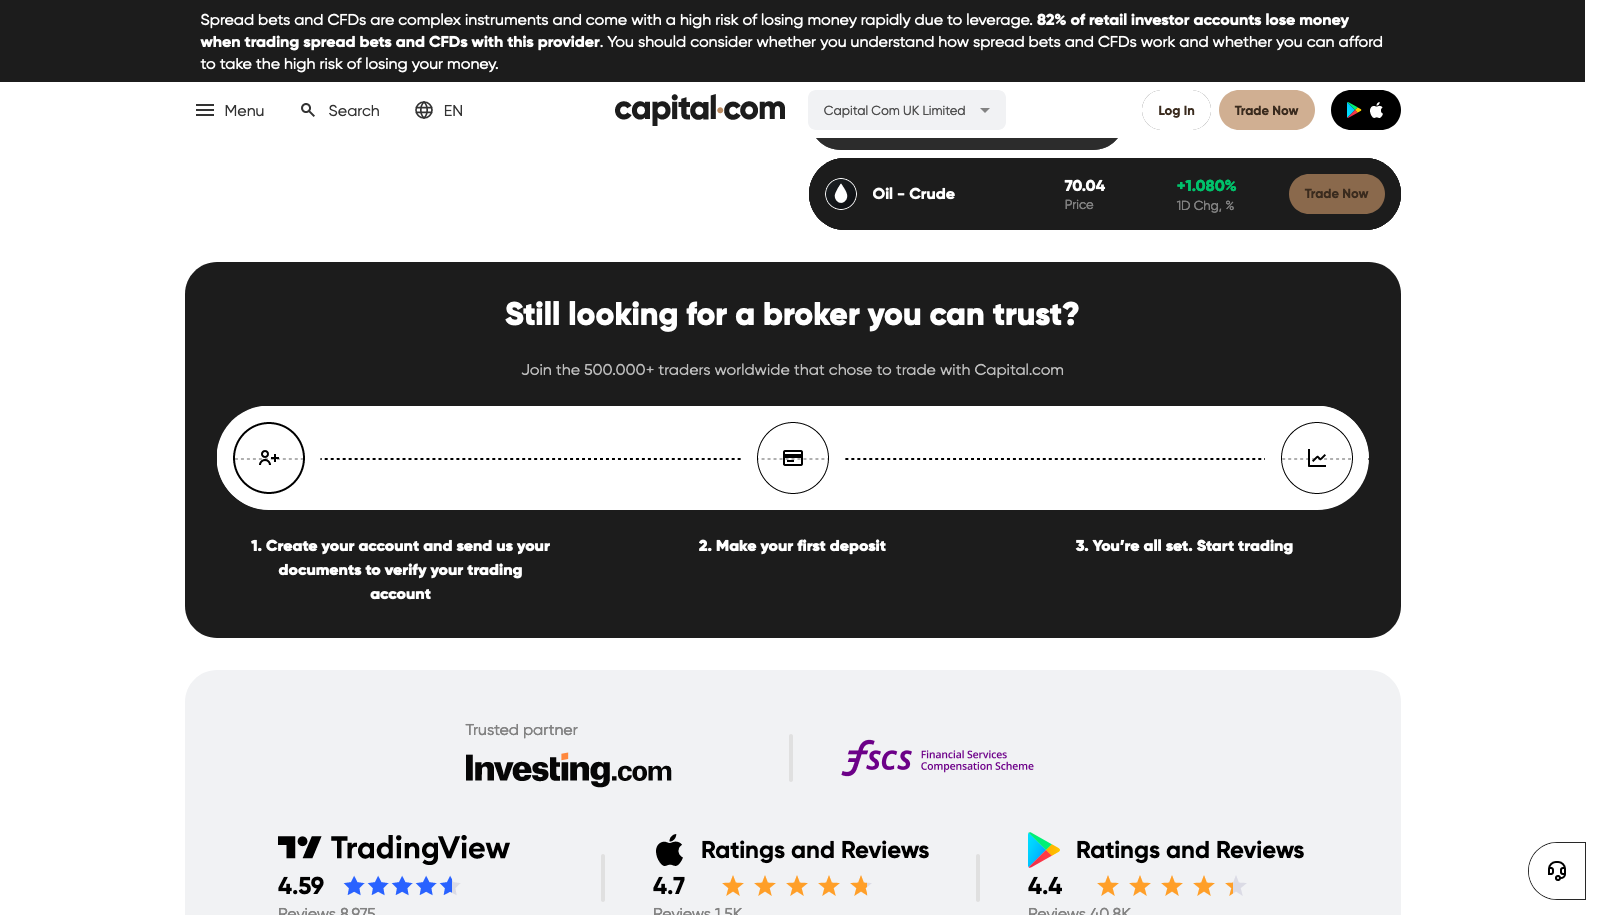 Spread bets and CFDs are complex instruments and come with a high risk of losing money rapidly due to leverage. 82% of retail investor accounts lose money
when trading spread bets and CFDs with this provider. You should consider whether you understand how spread bets and CFDs work and whether you can afford
to take the high risk of losing your money.
Menu Search EN capital.com Capital Com UK Limited Log In Trade Now
Oil - Crude 70.04 +1.080% Trade Now
Price 1D Chg, %
Still looking for a broker you can trust?
Join the 500.000+ traders worldwide that chose to trade with Capital.com
1. Create your account and send us your
documents to verify your trading
account
2. Make your first deposit
3. You’re all set. Start trading
Trusted partner
Investing.com
fscs Financial Services
Compensation Scheme
TradingView
4.59
Reviews 8,975
Ratings and Reviews
4.7
Reviews 1.5K
Ratings and Reviews
4.4
Reviews 40.8K